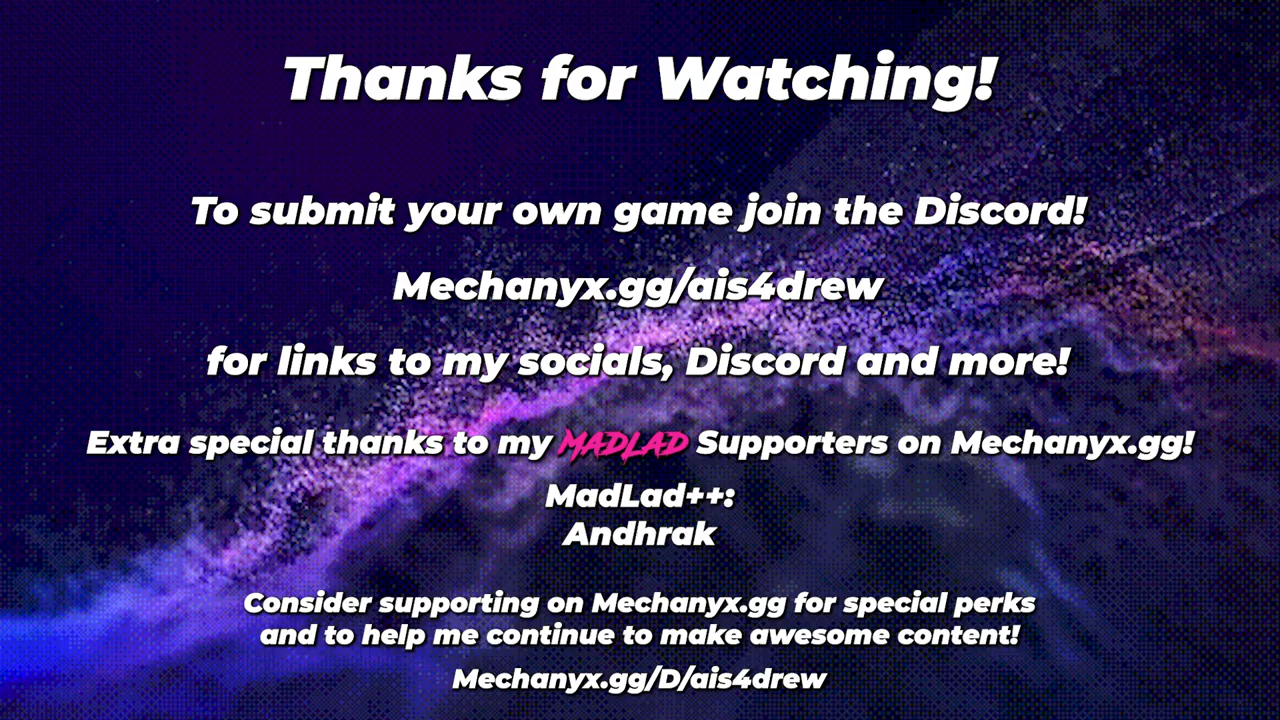 Thanks for Watching!
To submit your own game join the Discord!
Mechanyx.gg/ais4drew
for links to my socials, Discord and more!
Extra special thanks to my MADLAD Supporters on Mechanyx.gg!
MadLad++:
Andhrak
Consider supporting on Mechanyx.gg for special perks
and to help me continue to make awesome content!
Mechanyx.gg/D/ais4drew